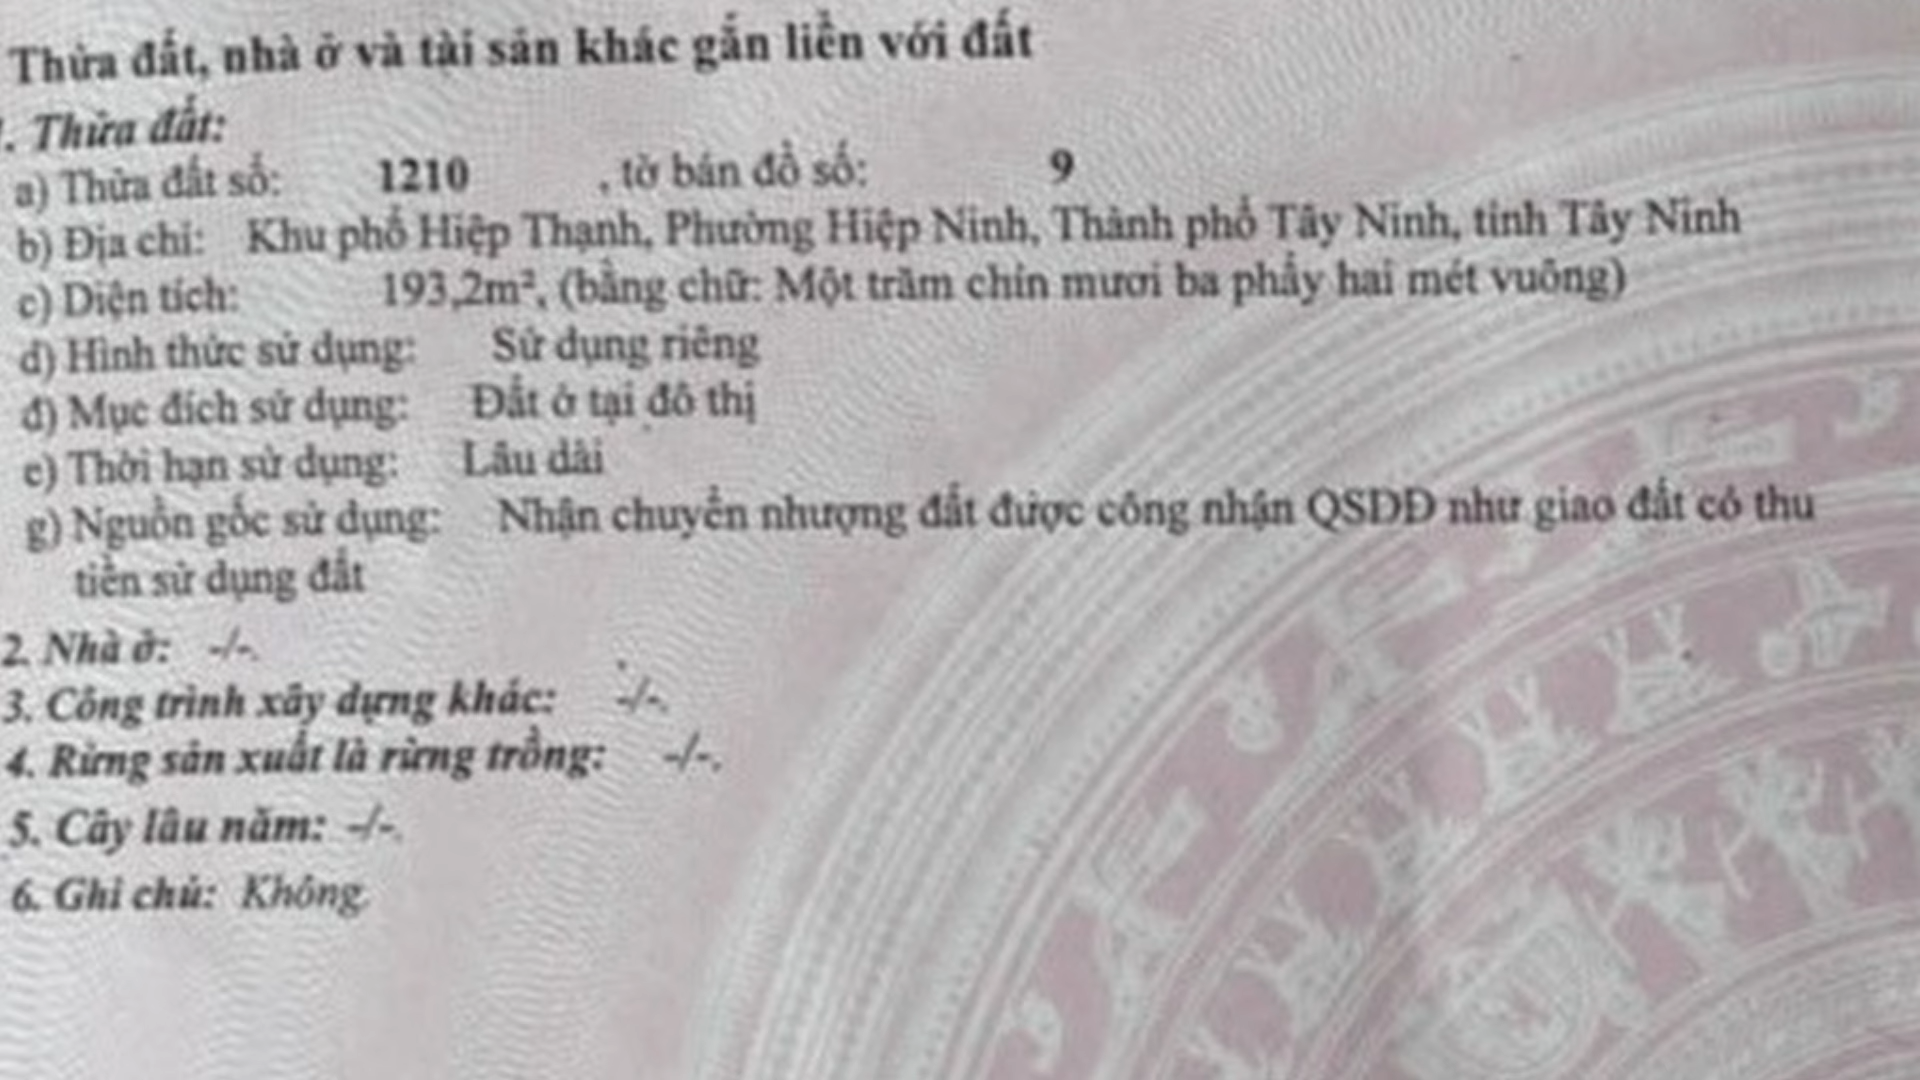 Thửa đất, nhà ở và tài sản khác gắn liền với đất
1. Thửa đất:
a) Thửa đất số: 1210 , tờ bản đồ số: 9
b) Địa chỉ: Khu phố Hiệp Thạnh, Phường Hiệp Ninh, Thành phố Tây Ninh, tỉnh Tây Ninh
c) Diện tích: 193,2m², (bằng chữ: Một trăm chín mươi ba phẩy hai mét vuông)
d) Hình thức sử dụng: Sử dụng riêng
đ) Mục đích sử dụng: Đất ở tại đô thị
e) Thời hạn sử dụng: Lâu dài
g) Nguồn gốc sử dụng: Nhận chuyển nhượng đất được công nhận QSDĐ như giao đất có thu
tiền sử dụng đất
2. Nhà ở: -/-.
3. Công trình xây dựng khác: -/-.
4. Rừng sản xuất là rừng trồng: -/-.
5. Cây lâu năm: -/-.
6. Ghi chú: Không.